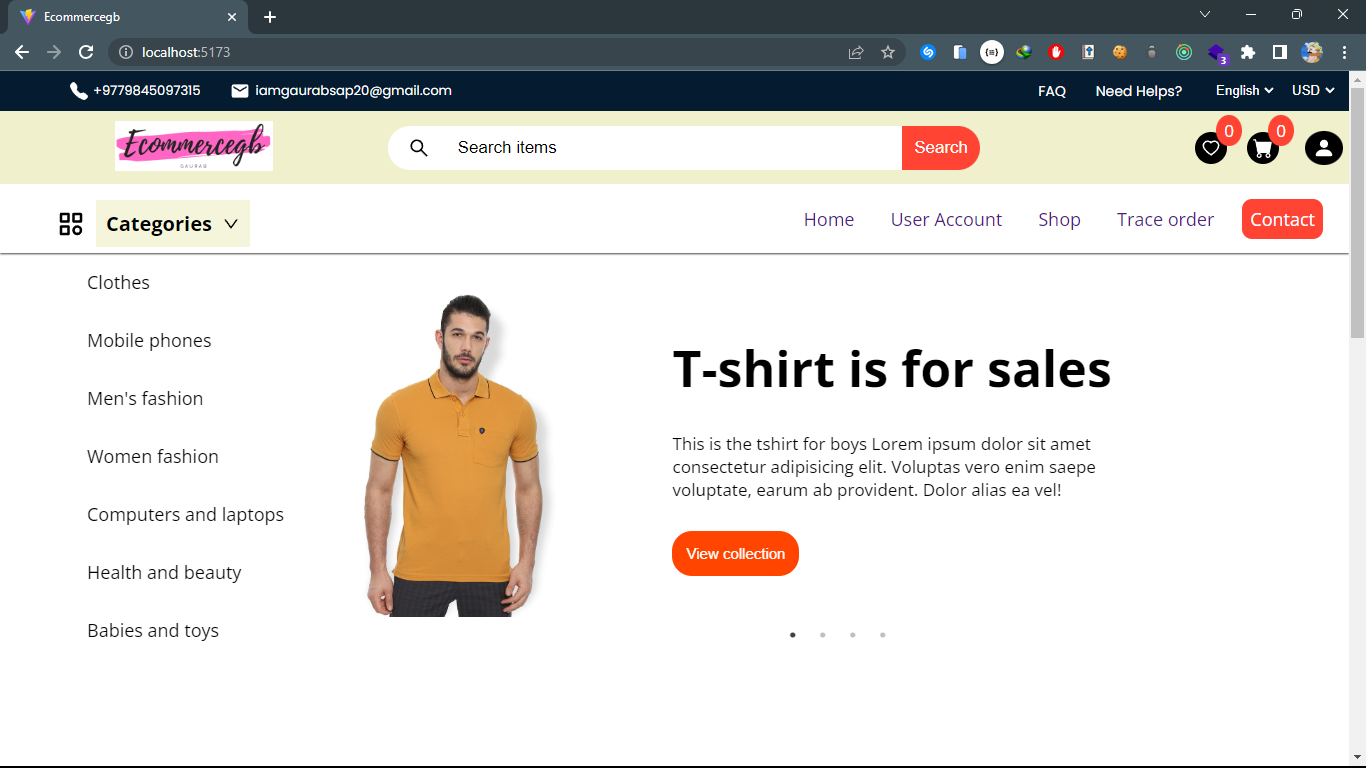 Ecommercegb
localhost:5173
3
+9779845097315 iamgaurabsap20@gmail.com FAQ Need Helps? English USD
Ecommercegb
GAURAB
Search items Search 0 0
Categories Home User Account Shop Trace order Contact
Clothes
Mobile phones
Men's fashion
Women fashion
Computers and laptops
Health and beauty
Babies and toys
T-shirt is for sales
This is the tshirt for boys Lorem ipsum dolor sit amet
consectetur adipisicing elit. Voluptas vero enim saepe
voluptate, earum ab provident. Dolor alias ea vel!
View collection